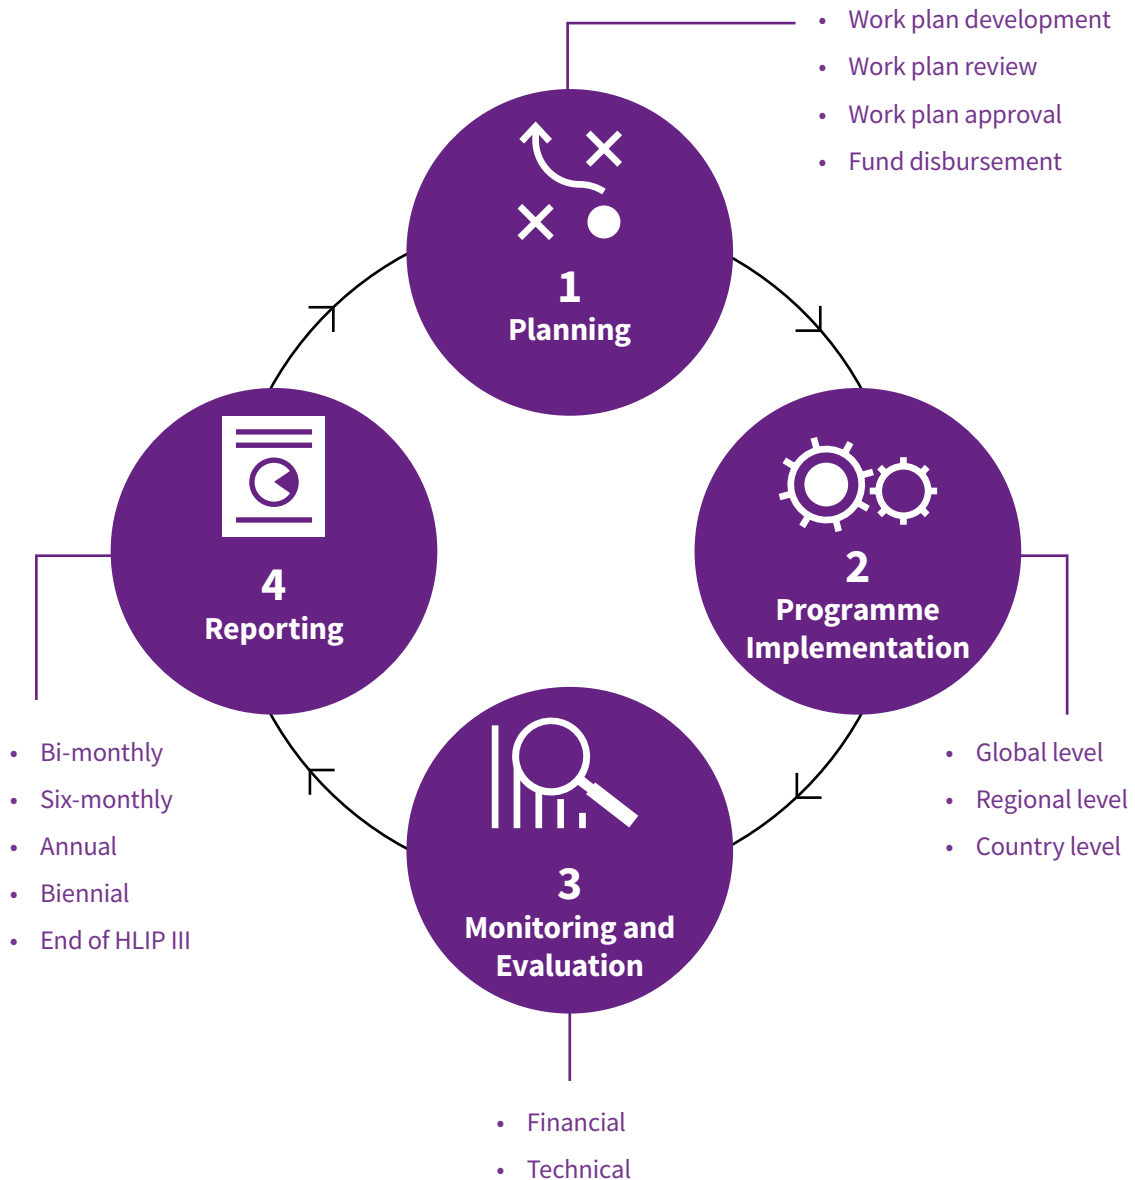 • Work plan development
• Work plan review
• Work plan approval
• Fund disbursement
1
Planning
2
Programme
Implementation
• Global level
• Regional level
• Country level
3
Monitoring and
Evaluation
• Financial
• Technical
4
Reporting
• Bi-monthly
• Six-monthly
• Annual
• Biennial
• End of HLIP III